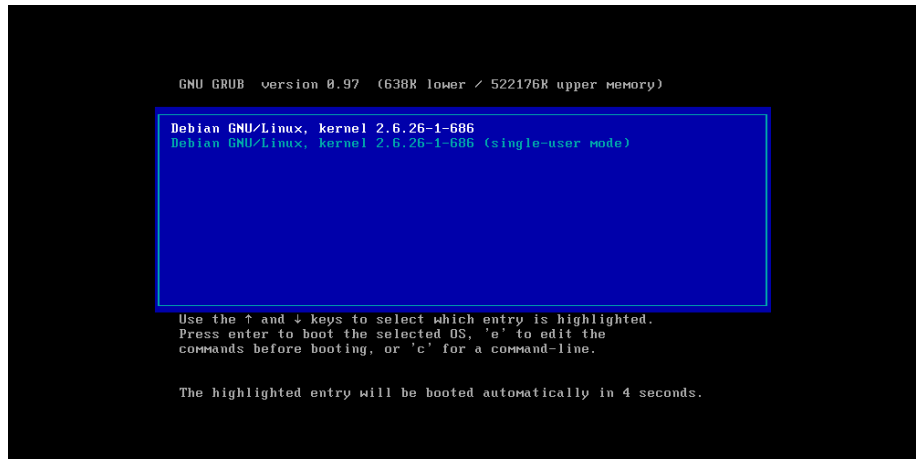 GNU GRUB  version 0.97  (638K lower / 522176K upper memory)
Debian GNU/Linux, kernel 2.6.26-1-686
Debian GNU/Linux, kernel 2.6.26-1-686 (single-user mode)
Use the ↑ and ↓ keys to select which entry is highlighted.
Press enter to boot the selected OS, 'e' to edit the
commands before booting, or 'c' for a command-line.
The highlighted entry will be booted automatically in 4 seconds.